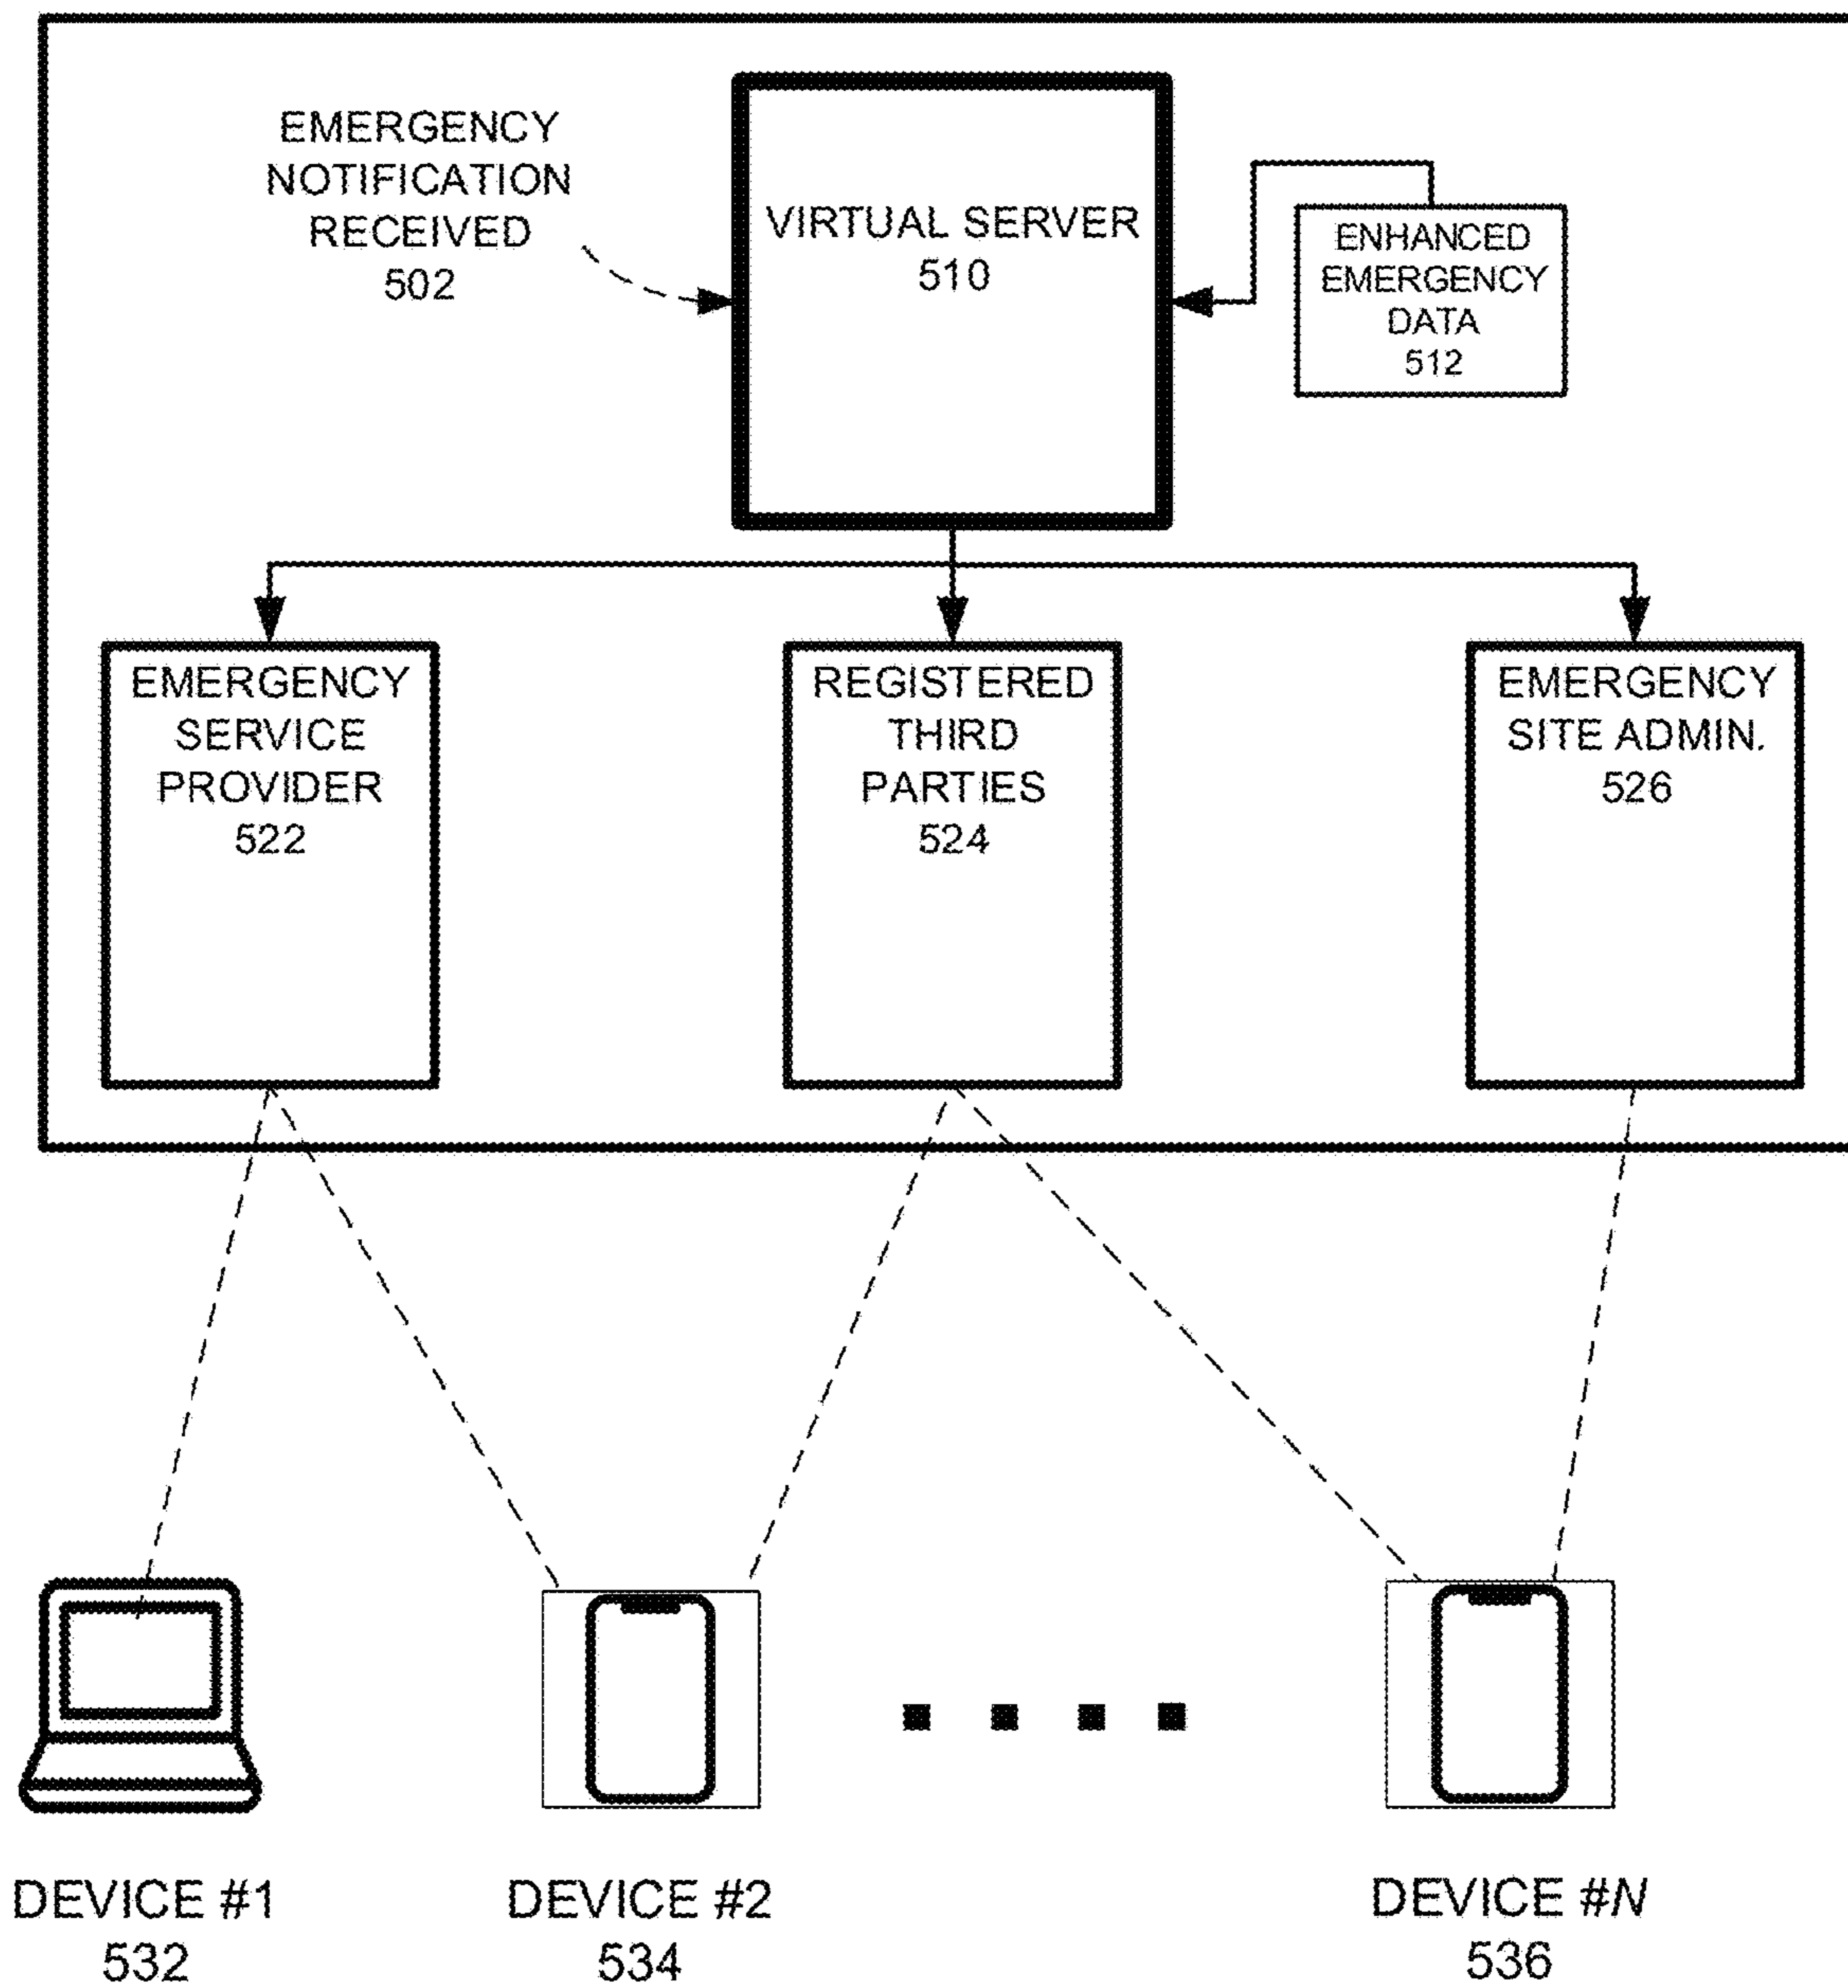 EMERGENCY
NOTIFICATION
RECEIVED
502
VIRTUAL SERVER
510
ENHANCED
EMERGENCY
DATA
512
EMERGENCY
SERVICE
PROVIDER
522
REGISTERED
THIRD
PARTIES
524
EMERGENCY
SITE ADMIN.
526
DEVICE #1
532
DEVICE #2
534
DEVICE #N
536